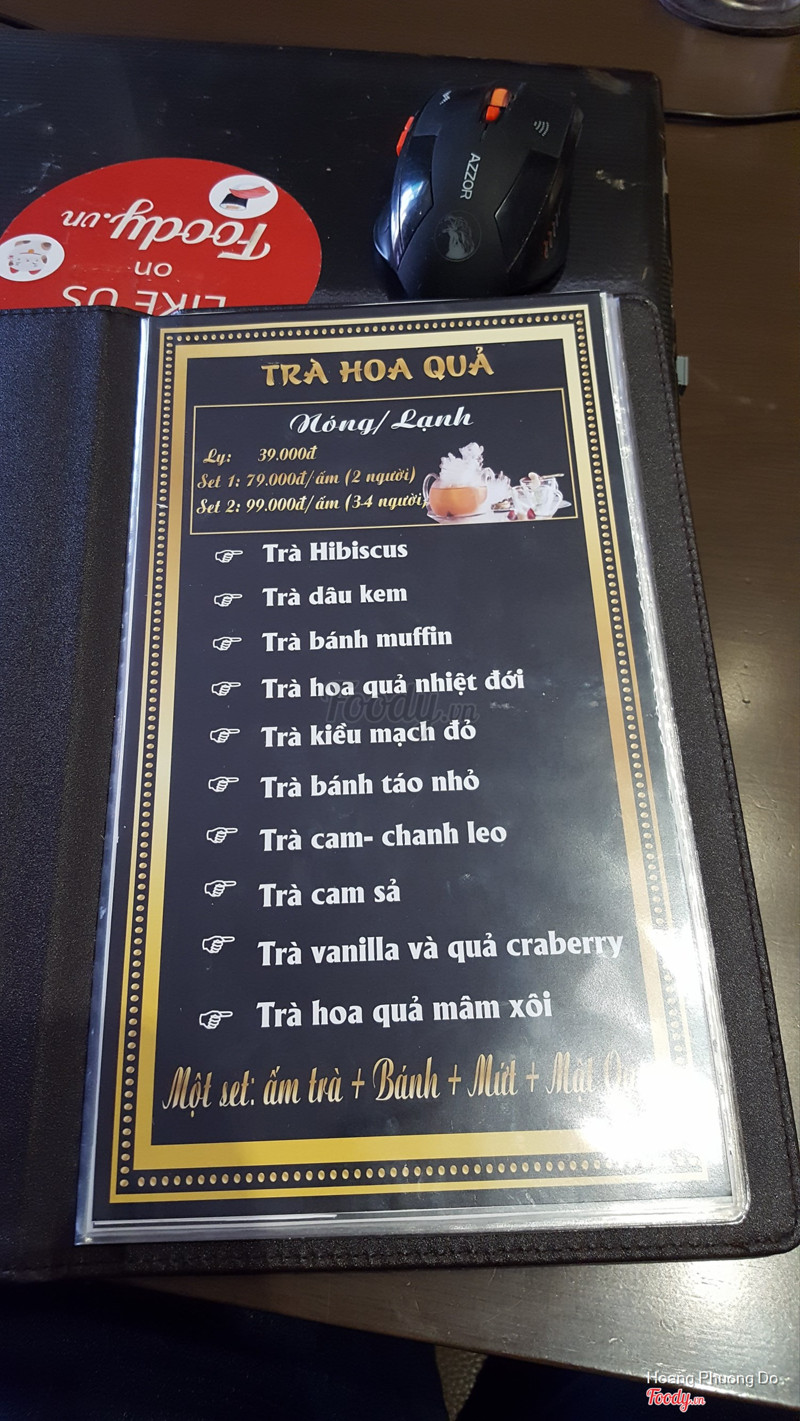 AZZOR
Foody.vn
on
LIKE US
TRÀ HOA QUẢ
Nóng/Lạnh
Ly: 39.000đ
Set 1: 79.000đ/ấm (2 người)
Set 2: 99.000đ/ấm (34 người)
Trà Hibiscus
Trà dâu kem
Trà bánh muffin
Trà hoa quả nhiệt đới
Foody.vn
Trà kiều mạch đỏ
Trà bánh táo nhỏ
Trà cam- chanh leo
Trà cam sả
Trà vanilla và quả craberry
Trà hoa quả mâm xôi
Một set: ấm trà + Bánh + Mứt + Mật
Hoang Phuong Do
Foody.vn